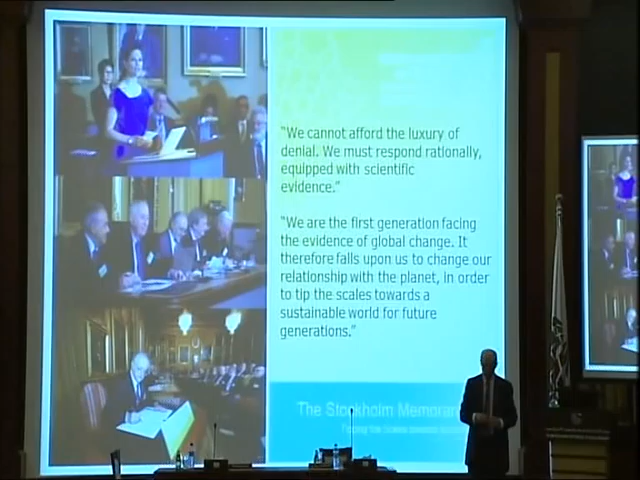 "We cannot afford the luxury of
denial. We must respond rationally,
equipped with scientific
evidence."
"We are the first generation facing
the evidence of global change. It
therefore falls upon us to change our
relationship with the planet, in order
to tip the scales towards a
sustainable world for future
generations."
The Stockholm